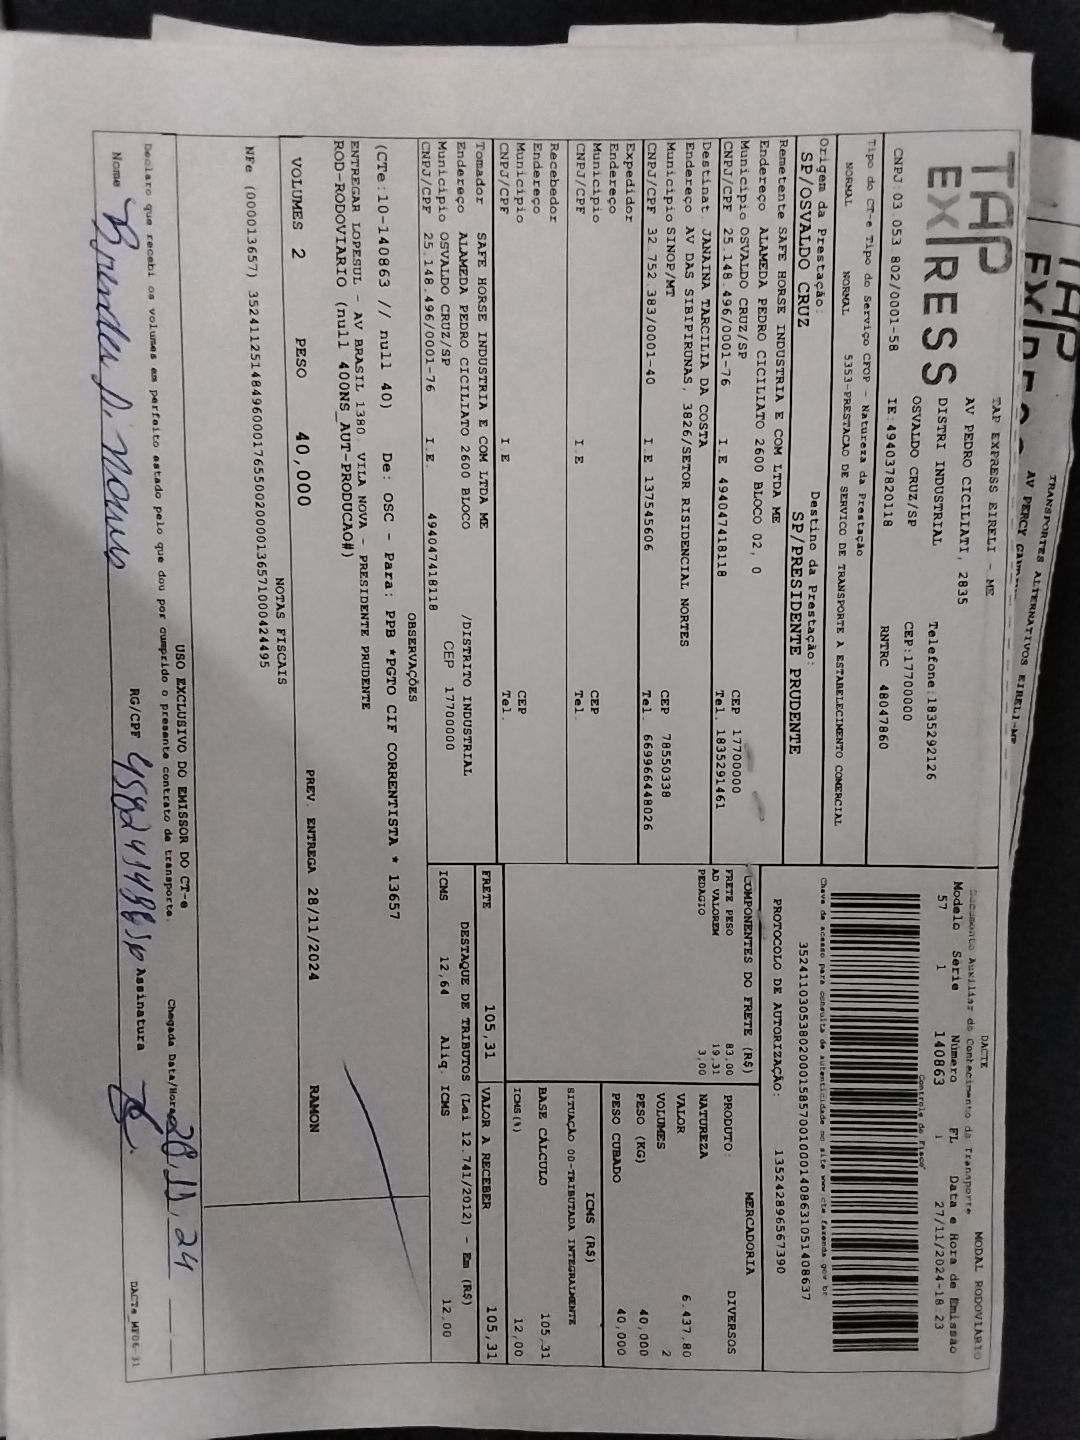 TAP
EXPRESS
TAP EXPRESS EIRELI - ME
AV PEDRO CICILIATI, 2835
DISTRI INDUSTRIAL Telefone:1835292126
OSVALDO CRUZ/SP CEP:17700000
CNPJ:03.053.802/0001-58 IE:494037820118 RNTRC 48047860
DACTE MODAL RODOVIÁRIO
Documento Auxiliar do Conhecimento de Transporte
Modelo Série Número FL Data e Hora de Emissão
57 1 140863 1 27/11/2024-18:23
Controle do Fisco
Chave de acesso para consulta de autenticidade no site www.cte.fazenda.gov.br
35241103053802000158570010001408631051408637
PROTOCOLO DE AUTORIZAÇÃO: 135242896567390
Tipo do CT-e Tipo do Serviço CFOP - Natureza da Prestação
NORMAL NORMAL 5353-PRESTACAO DE SERVICO DE TRANSPORTE A ESTABELECIMENTO COMERCIAL
Origem da Prestação: Destino da Prestação:
SP/OSVALDO CRUZ SP/PRESIDENTE PRUDENTE
Remetente SAFE HORSE INDUSTRIA E COM LTDA ME
Endereço ALAMEDA PEDRO CICILIATO 2600 BLOCO 02, 0
Municipio OSVALDO CRUZ/SP CEP 17700000
CNPJ/CPF 25.148.496/0001-76 I.E 494047418118 Tel. 1835291461
Destinat. JANAINA TARCILIA DA COSTA
Endereço AV DAS SIBIPIRUNAS, 3826/SETOR RISIDENCIAL NORTES
Municipio SINOP/MT CEP 78550338
CNPJ/CPF 32.752.383/0001-40 I.E 137545606 Tel. 669966448026
Expedidor
Endereço
Municipio CEP
CNPJ/CPF I.E Tel.
Recebedor
Endereço
Municipio CEP
CNPJ/CPF I.E Tel.
Tomador SAFE HORSE INDUSTRIA E COM LTDA ME
Endereço ALAMEDA PEDRO CICILIATO 2600 BLOCO /DISTRITO INDUSTRIAL
Municipio OSVALDO CRUZ/SP CEP 17700000
CNPJ/CPF 25.148.496/0001-76 I.E. 494047418118
COMPONENTES DO FRETE (R$)
FRETE PESO 83,00
AD VALOREM 19,31
PEDAGIO 3,00
MERCADORIA
PRODUTO: DIVERSOS
NATUREZA
VALOR 6.437,80
VOLUMES 2
PESO (KG) 40,000
PESO CUBADO 40,000
ICMS (R$)
SITUAÇÃO 00-TRIBUTADA INTEGRALMENTE
BASE CÁLCULO 105,31
ICMS(%) 12,00
FRETE 105,31 VALOR A RECEBER 105,31
DESTAQUE DE TRIBUTOS (Lei 12.741/2012) - Em (R$)
ICMS 12,64 Aliq. ICMS 12,00
OBSERVAÇÕES
(CTe:10-140863 // null 40) De: OSC - Para: PPB *PGTO CIF CORRENTISTA * 13657
ENTREGAR LOPESUL - AV BRASIL 1380 VILA NOVA - PRESIDENTE PRUDENTE
ROD-RODOVIARIO (null 400NS_AUT-PRODUCAO#)
VOLUMES 2 PESO 40,000 PREV. ENTREGA 28/11/2024 RAMON
NOTAS FISCAIS
NFe (000013657) 35241125148496000176550020000136571000424495
USO EXCLUSIVO DO EMISSOR DO CT-e
Declaro que recebi os volumes em perfeito estado pelo que dou por cumprido o presente contrato de transporte. Chegada Data/Hora 28.11.24
Nome RG/CPF Assinatura
DACTe_MF06-31
TAP
TRANSPORTES ALTERNATIVOS EIRELI-ME
AV PERCY